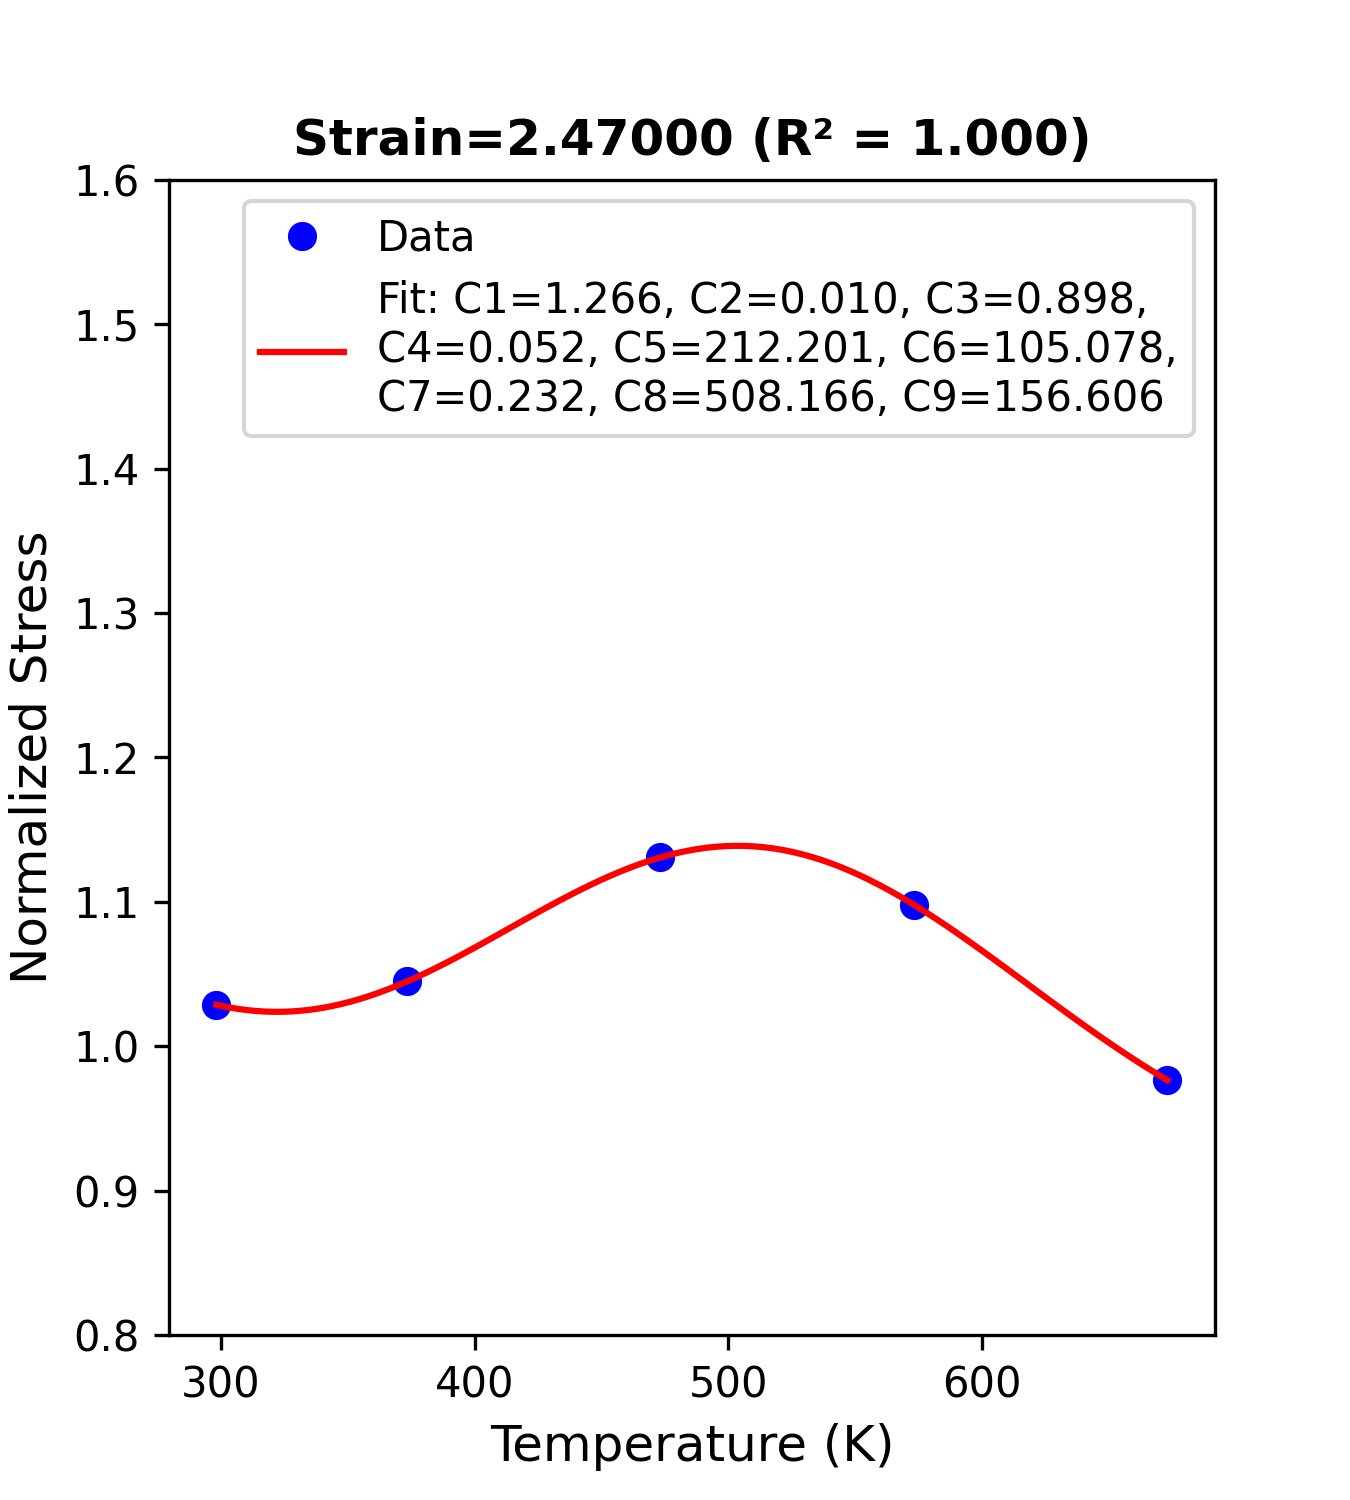 Strain=2.47000 (R² = 1.000)
1.6
1.5
1.4
1.3
1.2
1.1
1.0
0.9
0.8
Normalized Stress
Data
Fit: C1=1.266, C2=0.010, C3=0.898,
C4=0.052, C5=212.201, C6=105.078,
C7=0.232, C8=508.166, C9=156.606
300 400 500 600
Temperature (K)